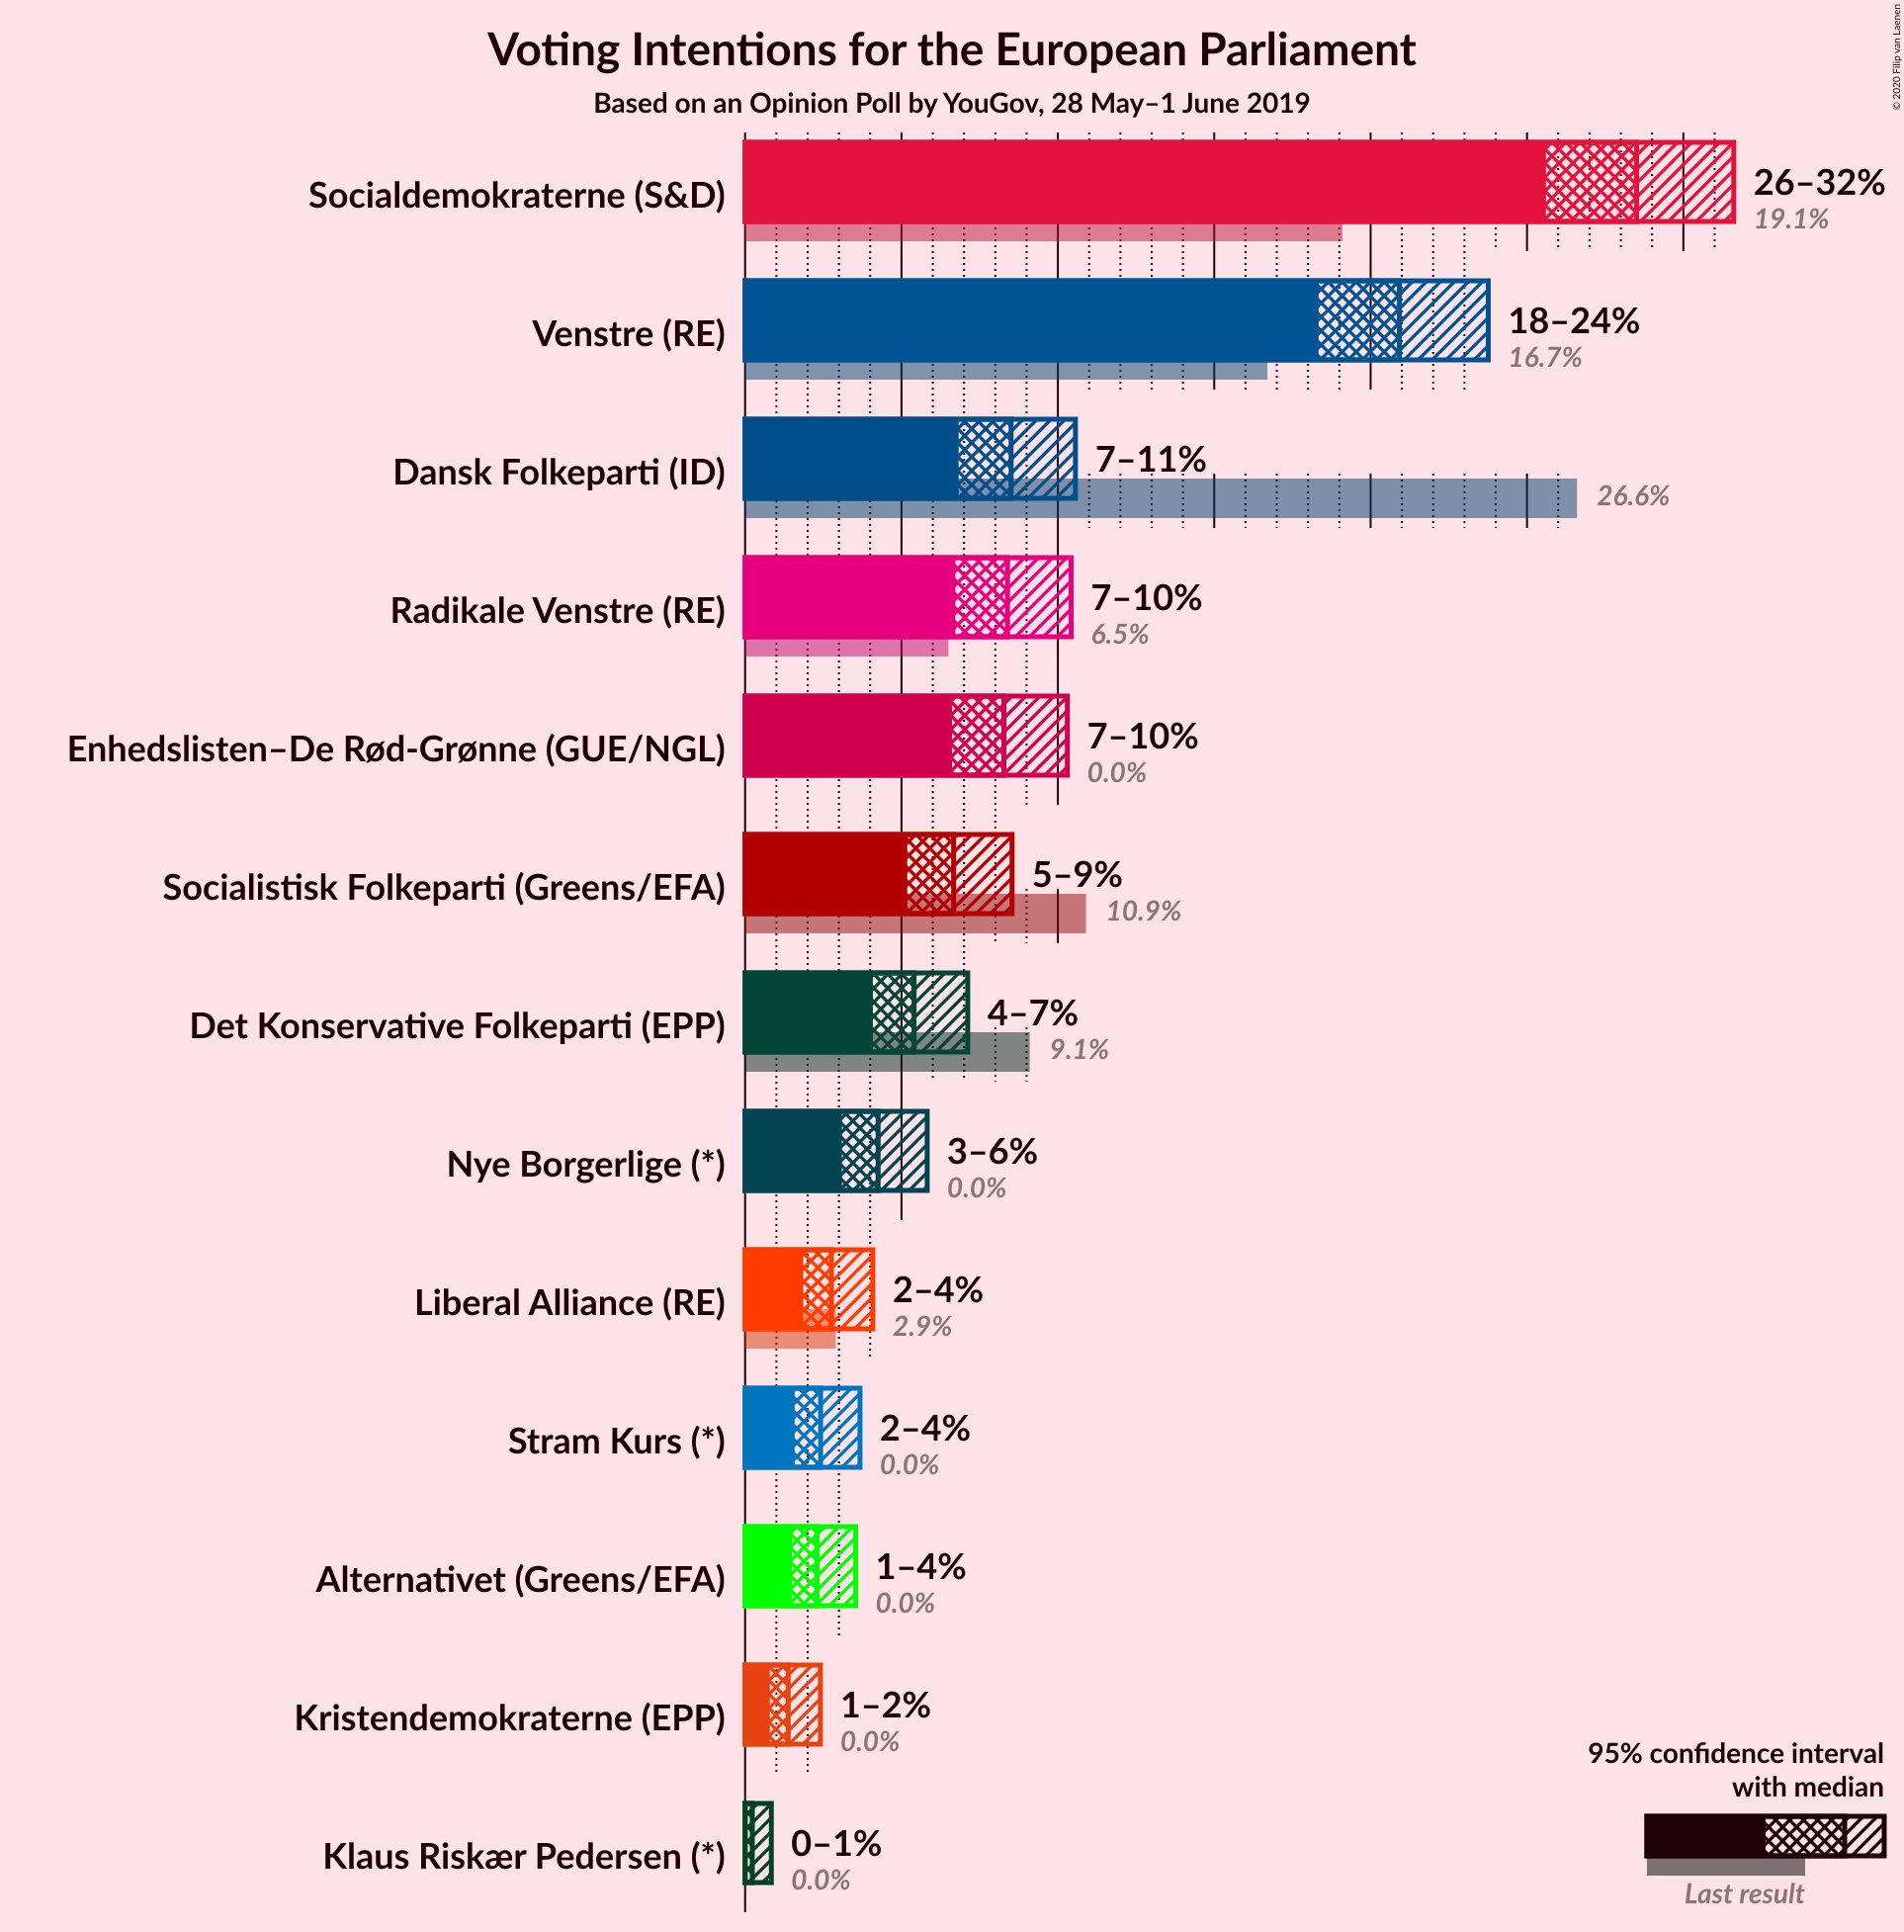 Voting Intentions for the European Parliament
Based on an Opinion Poll by YouGov, 28 May–1 June 2019
© 2020 Filip van Laenen
Socialdemokraterne (S&D)
26–32%
19.1%
Venstre (RE)
18–24%
16.7%
Dansk Folkeparti (ID)
7–11%
26.6%
Radikale Venstre (RE)
7–10%
6.5%
Enhedslisten–De Rød-Grønne (GUE/NGL)
7–10%
0.0%
Socialistisk Folkeparti (Greens/EFA)
5–9%
10.9%
Det Konservative Folkeparti (EPP)
4–7%
9.1%
Nye Borgerlige (*)
3–6%
0.0%
Liberal Alliance (RE)
2–4%
2.9%
Stram Kurs (*)
2–4%
0.0%
Alternativet (Greens/EFA)
1–4%
0.0%
Kristendemokraterne (EPP)
1–2%
0.0%
Klaus Riskær Pedersen (*)
0–1%
0.0%
95% confidence interval
with median
Last result